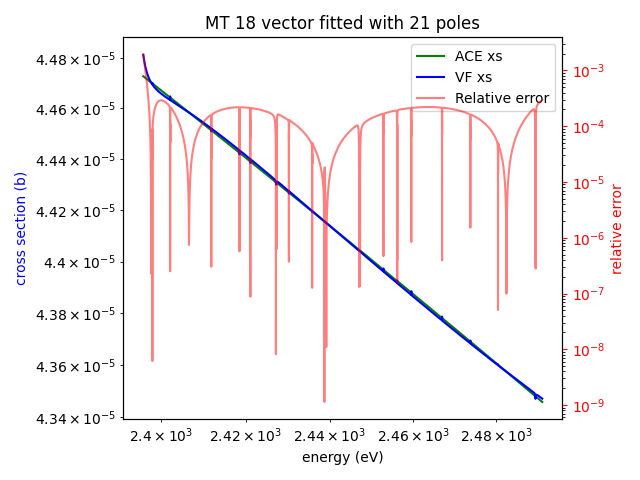 MT 18 vector fitted with 21 poles
ACE xs
VF xs
Relative error
cross section (b)
4.48 × 10⁻⁵
4.46 × 10⁻⁵
4.44 × 10⁻⁵
4.42 × 10⁻⁵
4.4 × 10⁻⁵
4.38 × 10⁻⁵
4.36 × 10⁻⁵
4.34 × 10⁻⁵
10⁻³
10⁻⁴
10⁻⁵
10⁻⁶
10⁻⁷
10⁻⁸
10⁻⁹
relative error
2.4 × 10³ 2.42 × 10³ 2.44 × 10³ 2.46 × 10³ 2.48 × 10³
energy (eV)